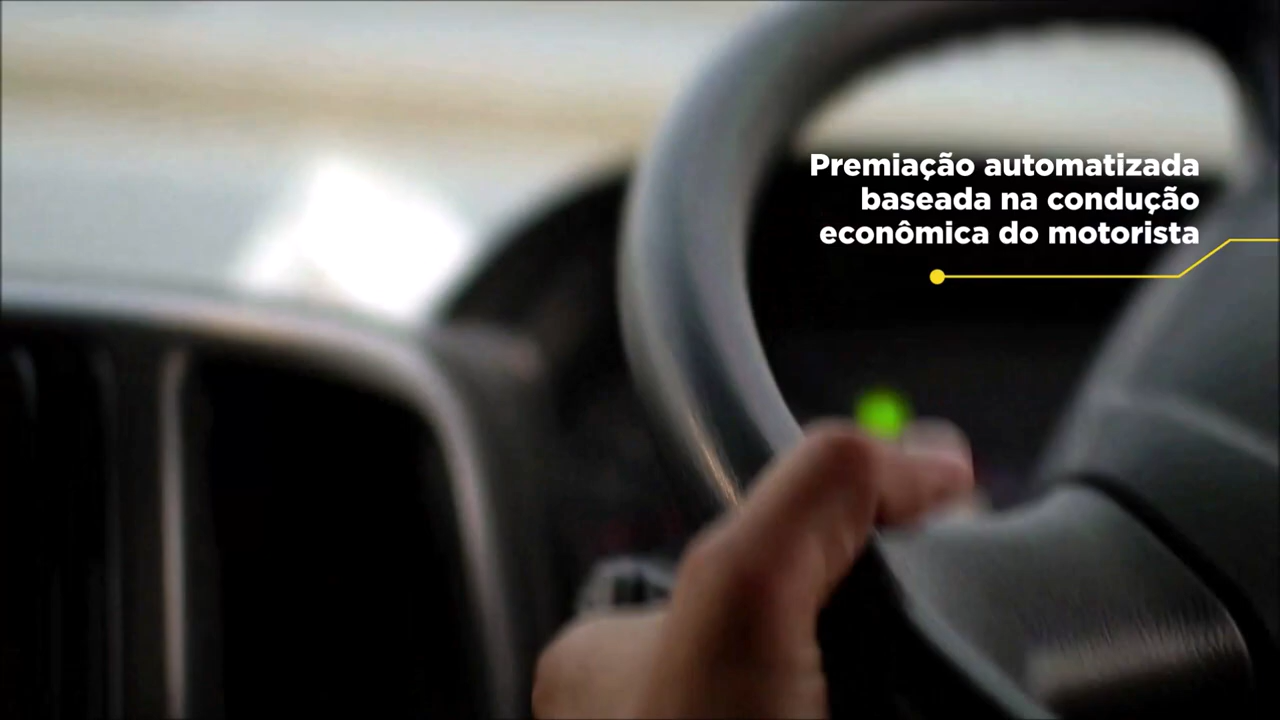 Premiação automatizada
baseada na condução
econômica do motorista